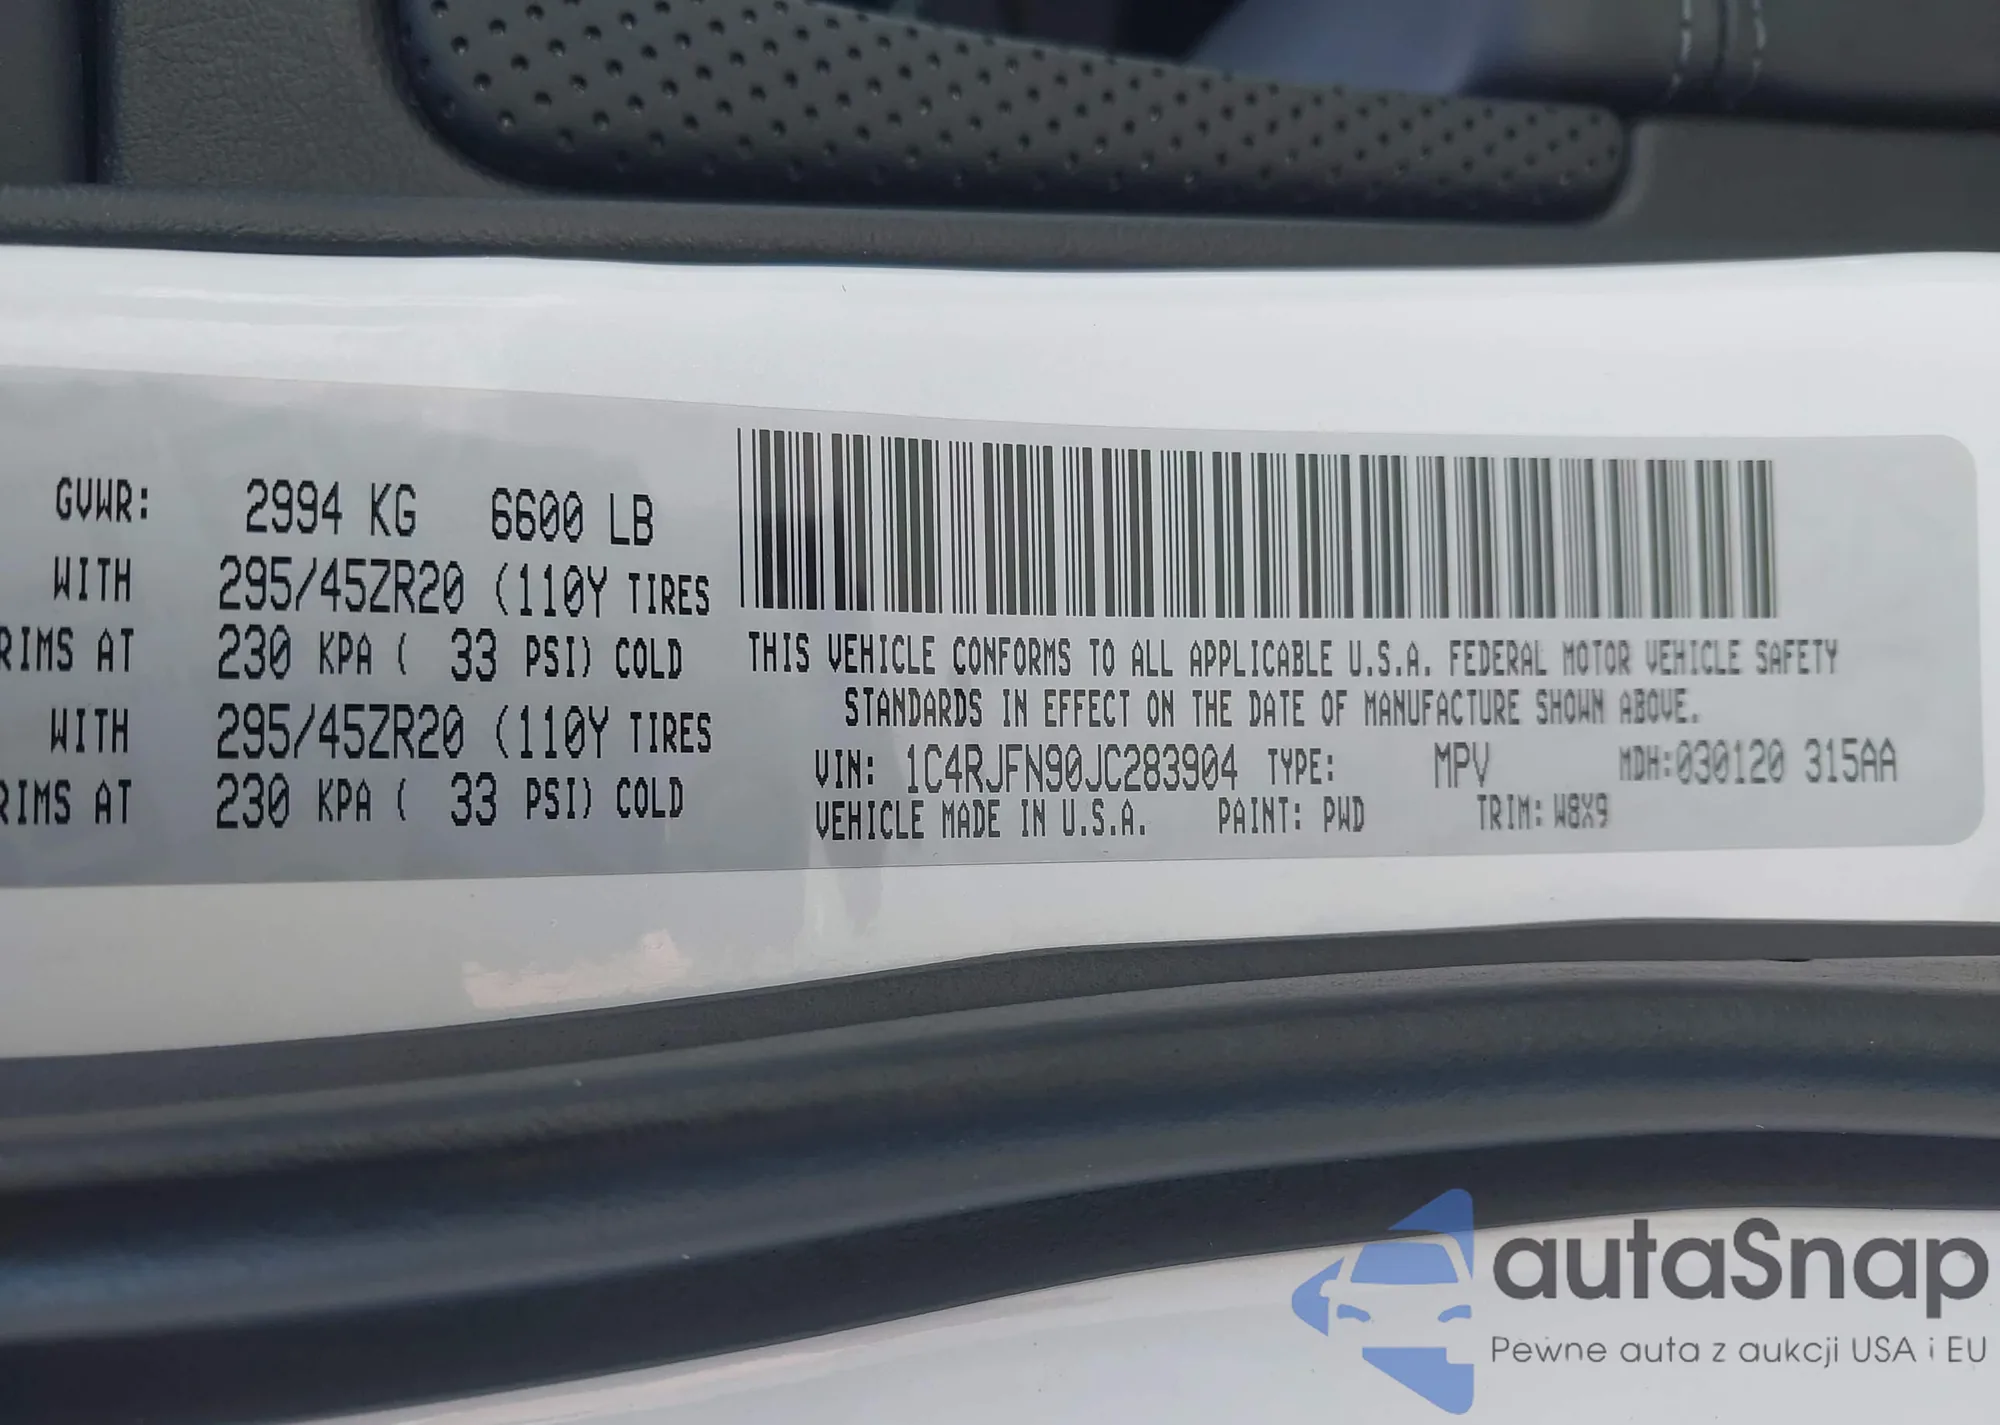 GVWR: 2994 KG 6600 LB
WITH 295/45ZR20 (110Y TIRES
RIMS AT 230 KPA ( 33 PSI) COLD
WITH 295/45ZR20 (110Y TIRES
RIMS AT 230 KPA ( 33 PSI) COLD
THIS VEHICLE CONFORMS TO ALL APPLICABLE U.S.A. FEDERAL MOTOR VEHICLE SAFETY
STANDARDS IN EFFECT ON THE DATE OF MANUFACTURE SHOWN ABOVE.
VIN: 1C4RJFN90JC283904 TYPE: MPV MDH:030120 315AA
VEHICLE MADE IN U.S.A. PAINT: PWD TRIM: W8X9
autaSnap
Pewne auta z aukcji USA i EU